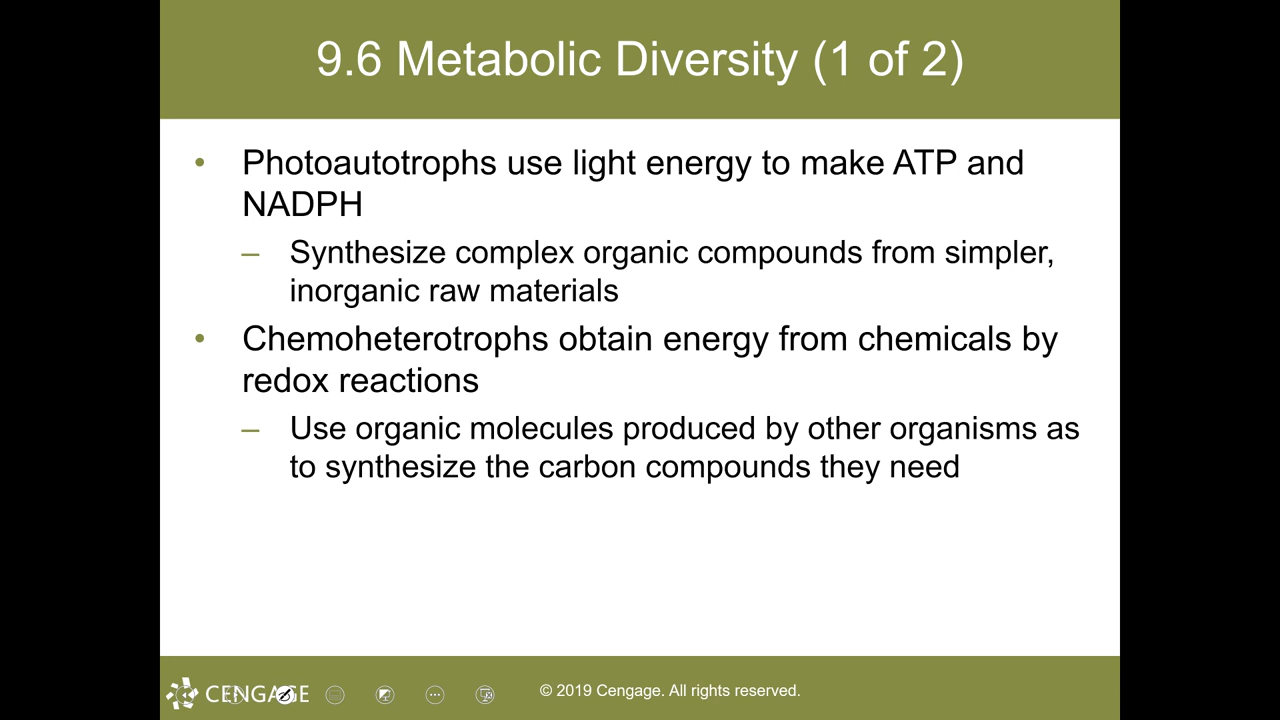 9.6 Metabolic Diversity (1 of 2)
• Photoautotrophs use light energy to make ATP and
NADPH
– Synthesize complex organic compounds from simpler,
inorganic raw materials
• Chemoheterotrophs obtain energy from chemicals by
redox reactions
– Use organic molecules produced by other organisms as
to synthesize the carbon compounds they need
CENGAGE
© 2019 Cengage. All rights reserved.